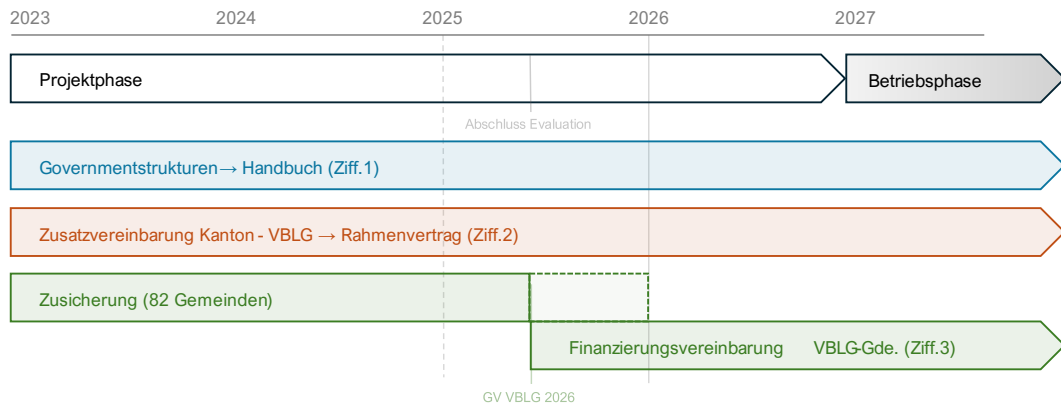 2023 2024 2025 2026 2027
Projektphase
Betriebsphase
Abschluss Evaluation
Governmentstrukturen→ Handbuch (Ziff.1)
Zusatzvereinbarung Kanton - VBLG → Rahmenvertrag (Ziff.2)
Zusicherung (82 Gemeinden)
Finanzierungsvereinbarung VBLG-Gde. (Ziff.3)
GV VBLG 2026